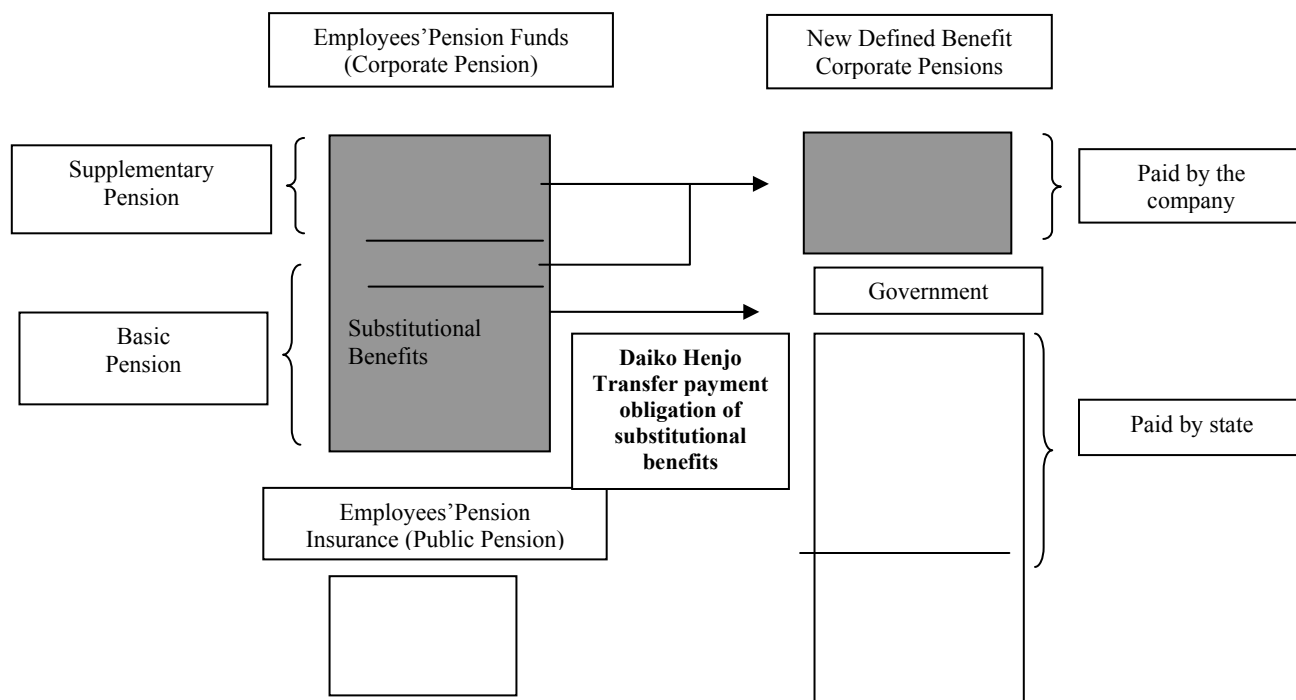 Employees'Pension Funds
(Corporate Pension)
New Defined Benefit
Corporate Pensions
Supplementary
Pension
Paid by the
company
Government
Basic
Pension
Substitutional
Benefits
Daiko Henjo
Transfer payment
obligation of
substitutional
benefits
Paid by state
Employees'Pension
Insurance (Public Pension)